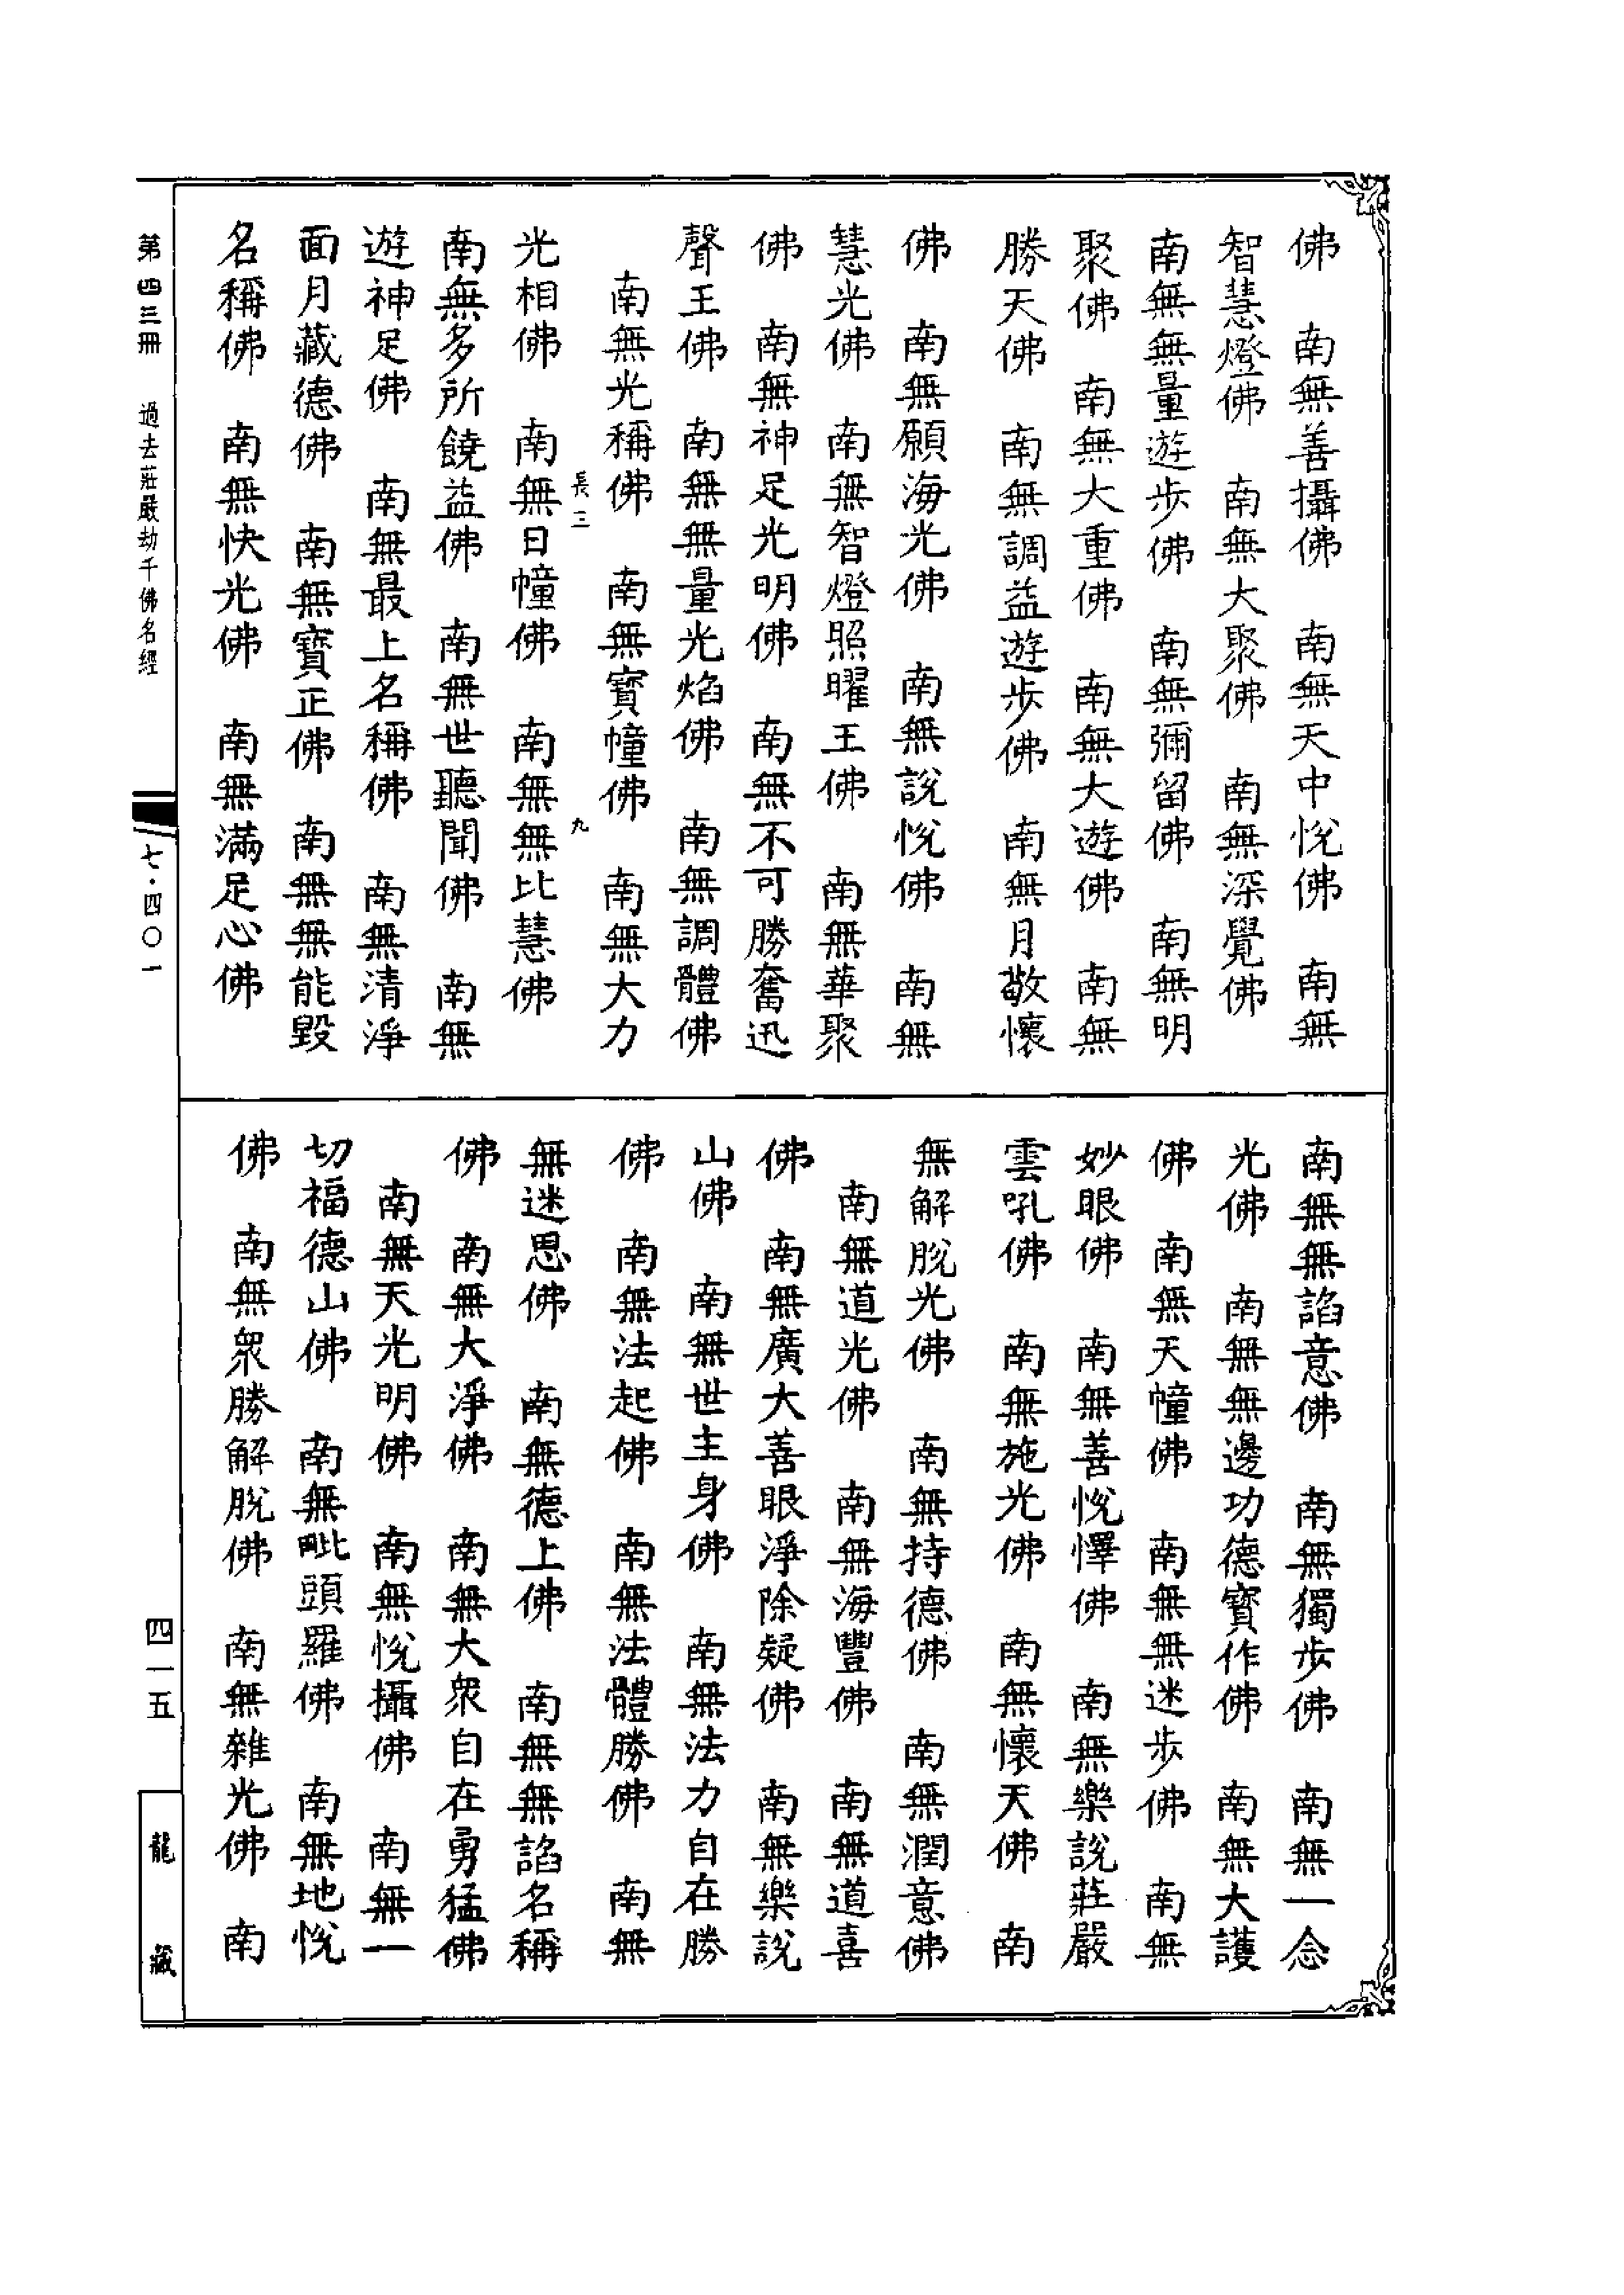 佛　南無善攝佛　南無天中悅佛　南無
智慧燈佛　南無大聚佛　南無深覺佛
南無無量遊步佛　南無彌留佛　南無明
聚佛　南無大重佛　南無大遊佛　南無
勝天佛　南無調益遊步佛　南無月敬懷
佛　南無願海光佛　南無說悅佛　南無
慧光佛　南無智燈照曜王佛　南無華聚
佛　南無神足光明佛　南無不可勝奮迅
聲王佛　南無無量光焰佛　南無調體佛
南無光稱佛　南無寶幢佛　南無大力
長三　九
光相佛　南無日幢佛　南無無比慧佛
南無多所饒益佛　南無世聽聞佛　南無
遊神足佛　南無最上名稱佛　南無清淨
面月藏德佛　南無寶正佛　南無無能毀
名稱佛　南無快光佛　南無滿足心佛
南無無諂意佛　南無獨步佛　南無一念
光佛　南無無邊功德寶作佛　南無大護
佛　南無天幢佛　南無無迷步佛　南無
妙眼佛　南無善悅懌佛　南無樂說莊嚴
雲吼佛　南無施光佛　南無懷天佛　南
無解脫光佛　南無持德佛　南無潤意佛
南無道光佛　南無海豐佛　南無道喜
佛　南無廣大善眼淨除疑佛　南無樂說
山佛　南無世主身佛　南無法力自在勝
佛　南無法起佛　南無法體勝佛　南無
無迷思佛　南無德上佛　南無無諂名稱
佛　南無大淨佛　南無大眾自在勇猛佛
南無天光明佛　南無悅攝佛　南無一
切福德山佛　南無毗頭羅佛　南無地悅
佛　南無眾勝解脫佛　南無雜光佛　南
第四三冊　過去莊嚴劫千佛名經
七·四〇一
四一五
龍藏